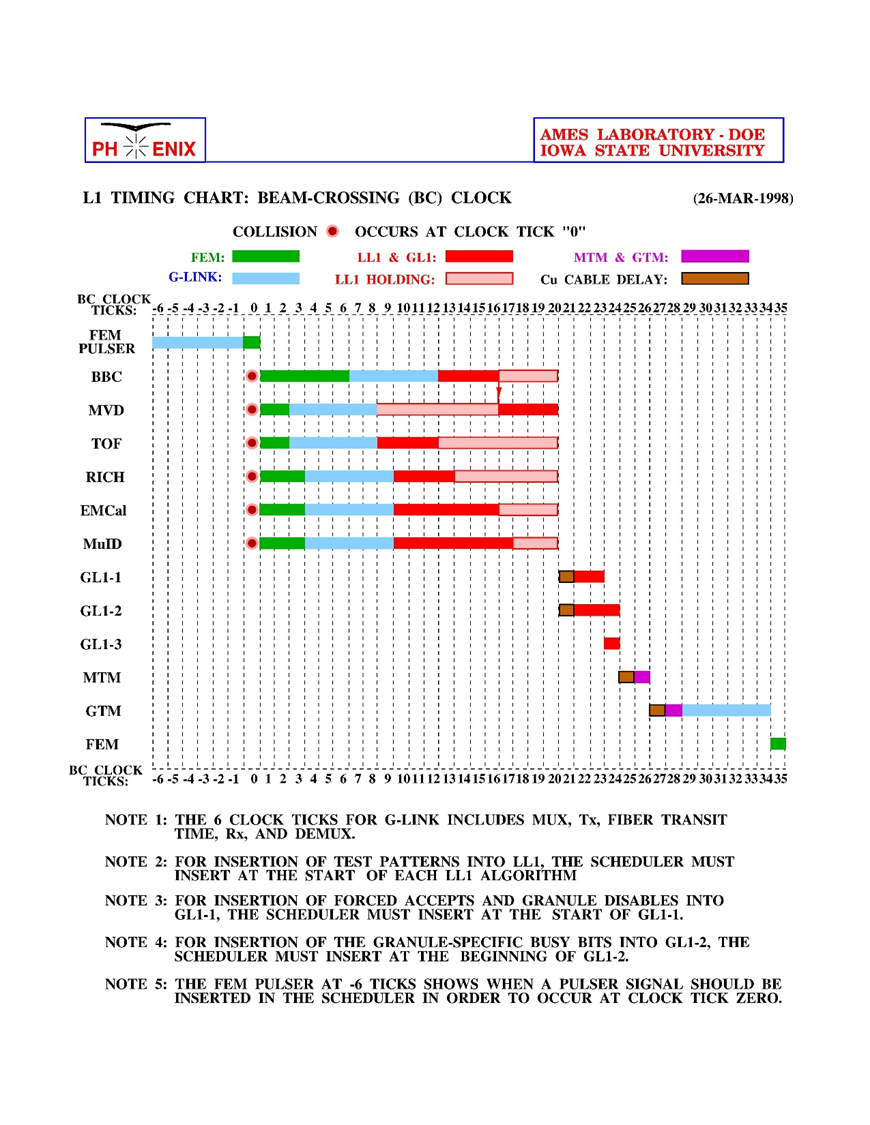 PH ENIX
AMES LABORATORY - DOE
IOWA STATE UNIVERSITY
L1 TIMING CHART: BEAM-CROSSING (BC) CLOCK (26-MAR-1998)
COLLISION OCCURS AT CLOCK TICK "0"
FEM: LL1 & GL1: MTM & GTM:
G-LINK: LL1 HOLDING: Cu CABLE DELAY:
BC CLOCK
TICKS: -6 -5 -4 -3 -2 -1 0 1 2 3 4 5 6 7 8 9 10 11 12 13 14 15 16 17 18 19 20 21 22 23 24 25 26 27 28 29 30 31 32 33 34 35
FEM
PULSER
BBC
MVD
TOF
RICH
EMCal
MuID
GL1-1
GL1-2
GL1-3
MTM
GTM
FEM
BC CLOCK
TICKS: -6 -5 -4 -3 -2 -1 0 1 2 3 4 5 6 7 8 9 10 11 12 13 14 15 16 17 18 19 20 21 22 23 24 25 26 27 28 29 30 31 32 33 34 35
NOTE 1: THE 6 CLOCK TICKS FOR G-LINK INCLUDES MUX, Tx, FIBER TRANSIT
TIME, Rx, AND DEMUX.
NOTE 2: FOR INSERTION OF TEST PATTERNS INTO LL1, THE SCHEDULER MUST
INSERT AT THE START OF EACH LL1 ALGORITHM
NOTE 3: FOR INSERTION OF FORCED ACCEPTS AND GRANULE DISABLES INTO
GL1-1, THE SCHEDULER MUST INSERT AT THE START OF GL1-1.
NOTE 4: FOR INSERTION OF THE GRANULE-SPECIFIC BUSY BITS INTO GL1-2, THE
SCHEDULER MUST INSERT AT THE BEGINNING OF GL1-2.
NOTE 5: THE FEM PULSER AT -6 TICKS SHOWS WHEN A PULSER SIGNAL SHOULD BE
INSERTED IN THE SCHEDULER IN ORDER TO OCCUR AT CLOCK TICK ZERO.